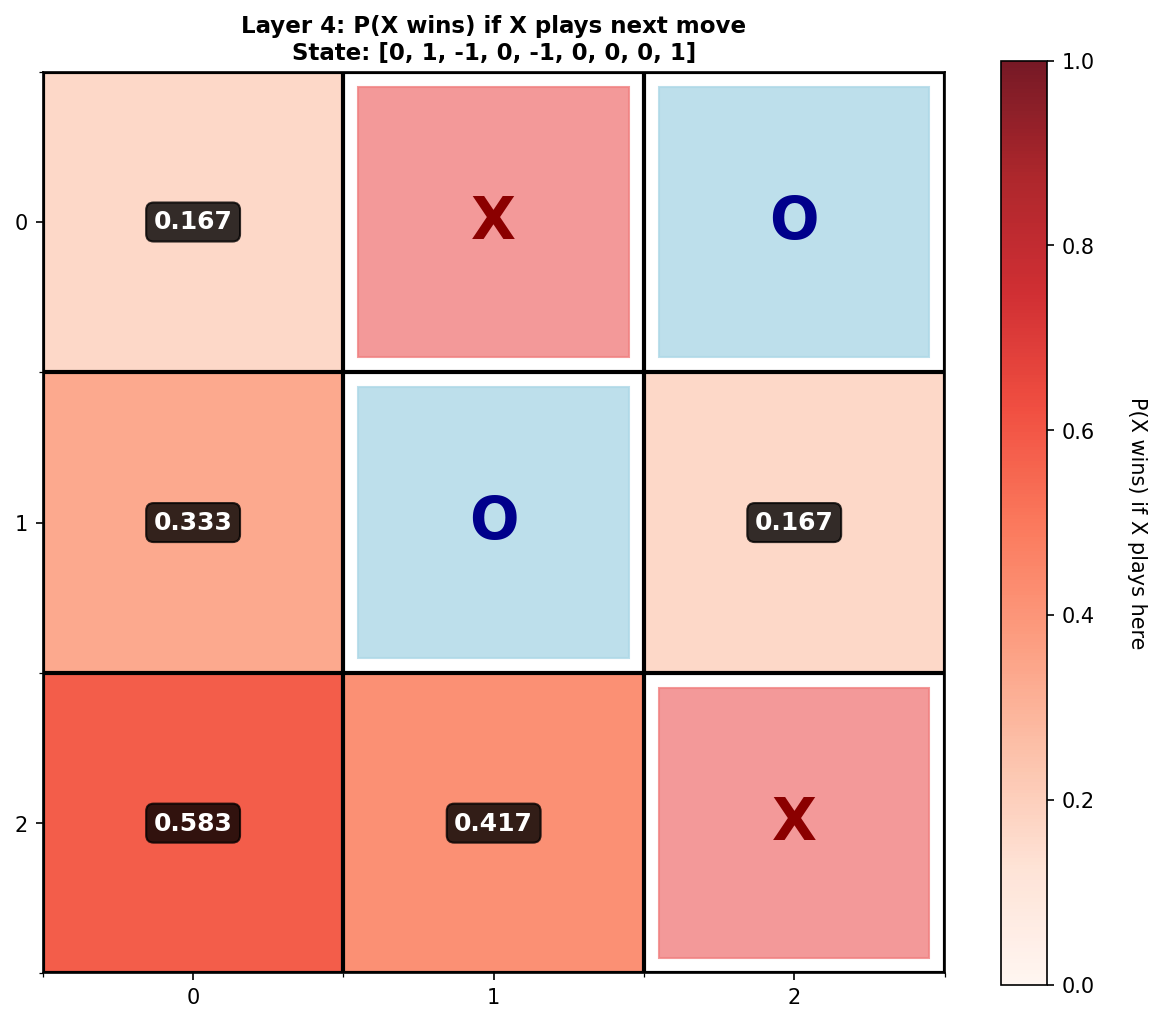 Layer 4: P(X wins) if X plays next move
State: [0, 1, -1, 0, -1, 0, 0, 0, 1]
0
0.167
X
O
1
0.333
O
0.167
2
0.583
0.417
X
0
1
2
1.0
0.8
0.6
0.4
0.2
0.0
P(X wins) if X plays here